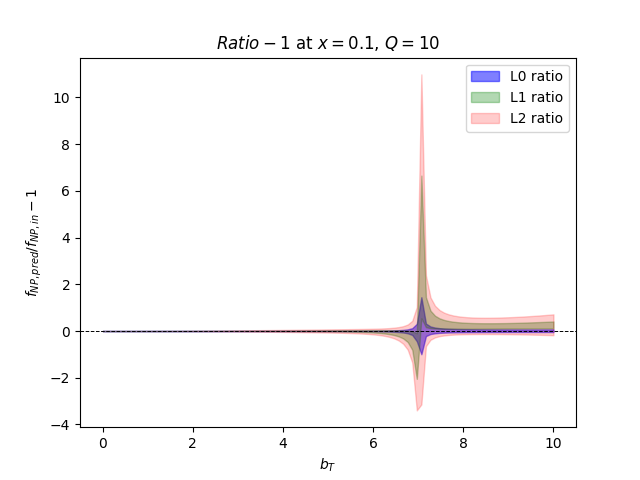 Ratio − 1 at x = 0.1, Q = 10
L0 ratio
L1 ratio
L2 ratio
f_{NP,pred}/f_{NP,in} − 1
10
8
6
4
2
0
−2
−4
0 2 4 6 8 10
b_T